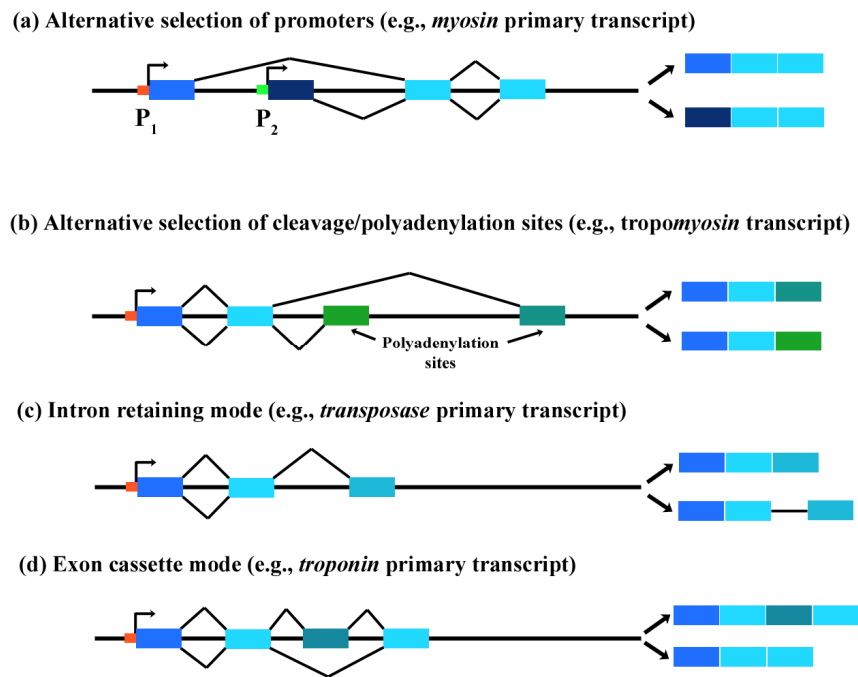 (a) Alternative selection of promoters (e.g., myosin primary transcript)
P1
P2
(b) Alternative selection of cleavage/polyadenylation sites (e.g., tropomyosin transcript)
Polyadenylation
sites
(c) Intron retaining mode (e.g., transposase primary transcript)
(d) Exon cassette mode (e.g., troponin primary transcript)